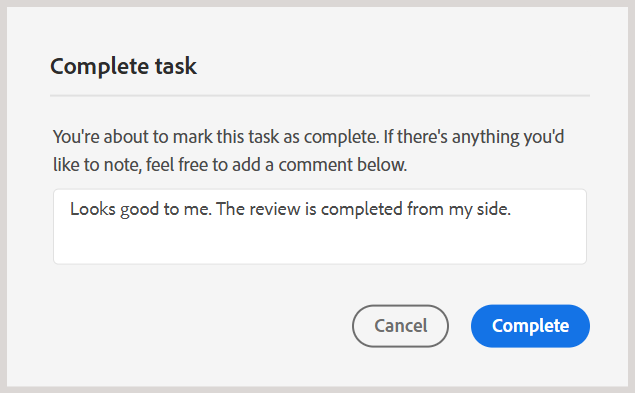 Complete task
You're about to mark this task as complete. If there's anything you'd
like to note, feel free to add a comment below.
Looks good to me. The review is completed from my side.
Cancel
Complete